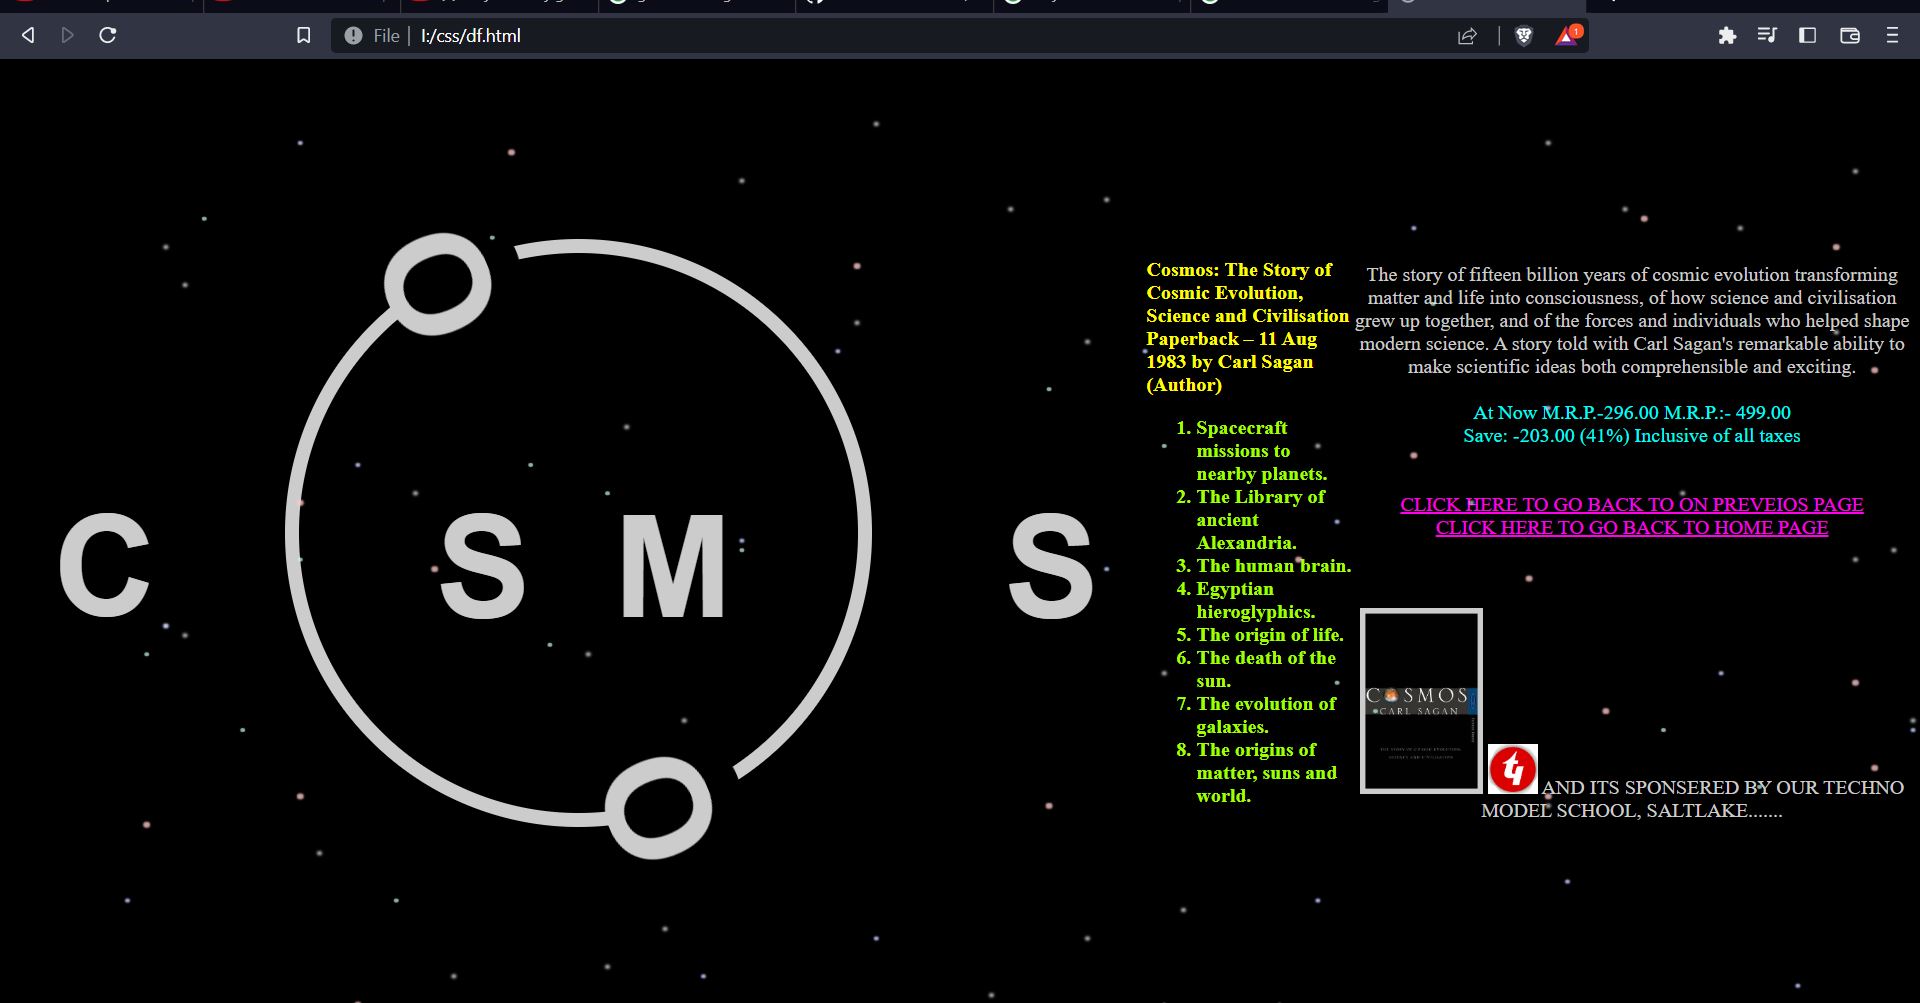 File
I:/css/df.html
1
C O S M O S
Cosmos: The Story of
Cosmic Evolution,
Science and Civilisation
Paperback – 11 Aug
1983 by Carl Sagan
(Author)
1. Spacecraft
missions to
nearby planets.
2. The Library of
ancient
Alexandria.
3. The human brain.
4. Egyptian
hieroglyphics.
5. The origin of life.
6. The death of the
sun.
7. The evolution of
galaxies.
8. The origins of
matter, suns and
world.
The story of fifteen billion years of cosmic evolution transforming
matter and life into consciousness, of how science and civilisation
grew up together, and of the forces and individuals who helped shape
modern science. A story told with Carl Sagan's remarkable ability to
make scientific ideas both comprehensible and exciting.
At Now M.R.P.-296.00 M.R.P.:- 499.00
Save: -203.00 (41%) Inclusive of all taxes
CLICK HERE TO GO BACK TO ON PREVEIOS PAGE
CLICK HERE TO GO BACK TO HOME PAGE
COSMOS
CARL SAGAN
AND ITS SPONSERED BY OUR TECHNO
MODEL SCHOOL, SALTLAKE.......